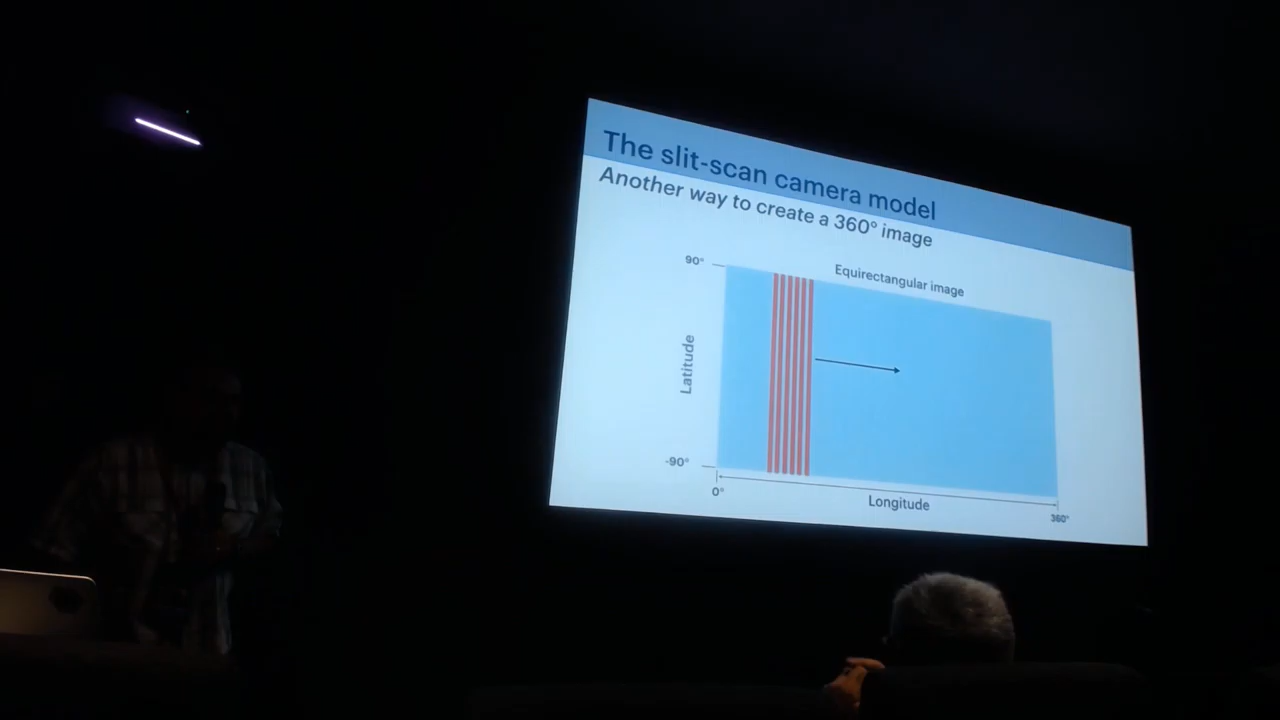 The slit-scan camera model
Another way to create a 360° image
Equirectangular image
90°
Latitude
-90°
0°
Longitude
360°